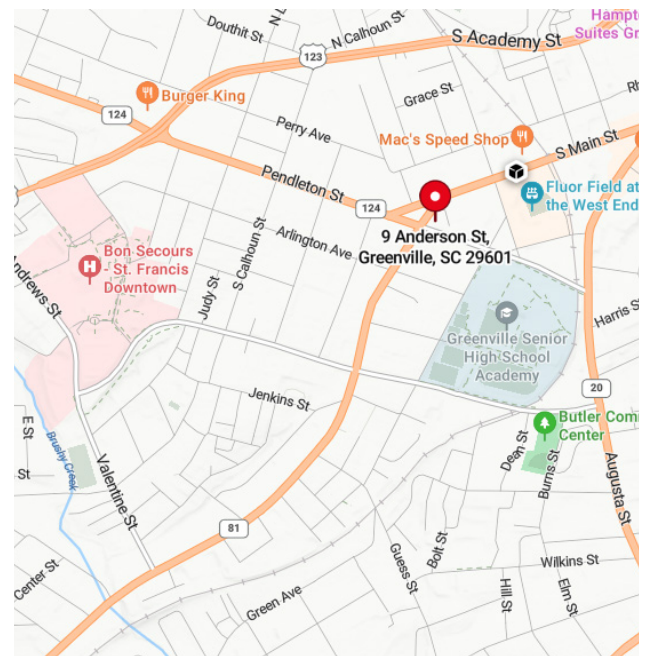 Hampt
Suites Gr
Douthit St
N Calhoun St
S Academy St
123
Burger King
Grace St
124
Perry Ave
Mac's Speed Shop
S Main St
Pendleton St
Fluor Field at
the West End
124
9 Anderson St,
Greenville, SC 29601
Arlington Ave
S Calhoun St
Bon Secours
- St. Francis
Downtown
Andrews St
Judy St
Harris S
Greenville Senior
High School
Academy
20
Jenkins St
Butler Com
Center
E St
Dean St
Burns St
Brushy Creek
St
Valentine St
Augusta St
81
Bolt St
Guess St
Wilkins St
Center St
Hill St
Elm St
Green Ave